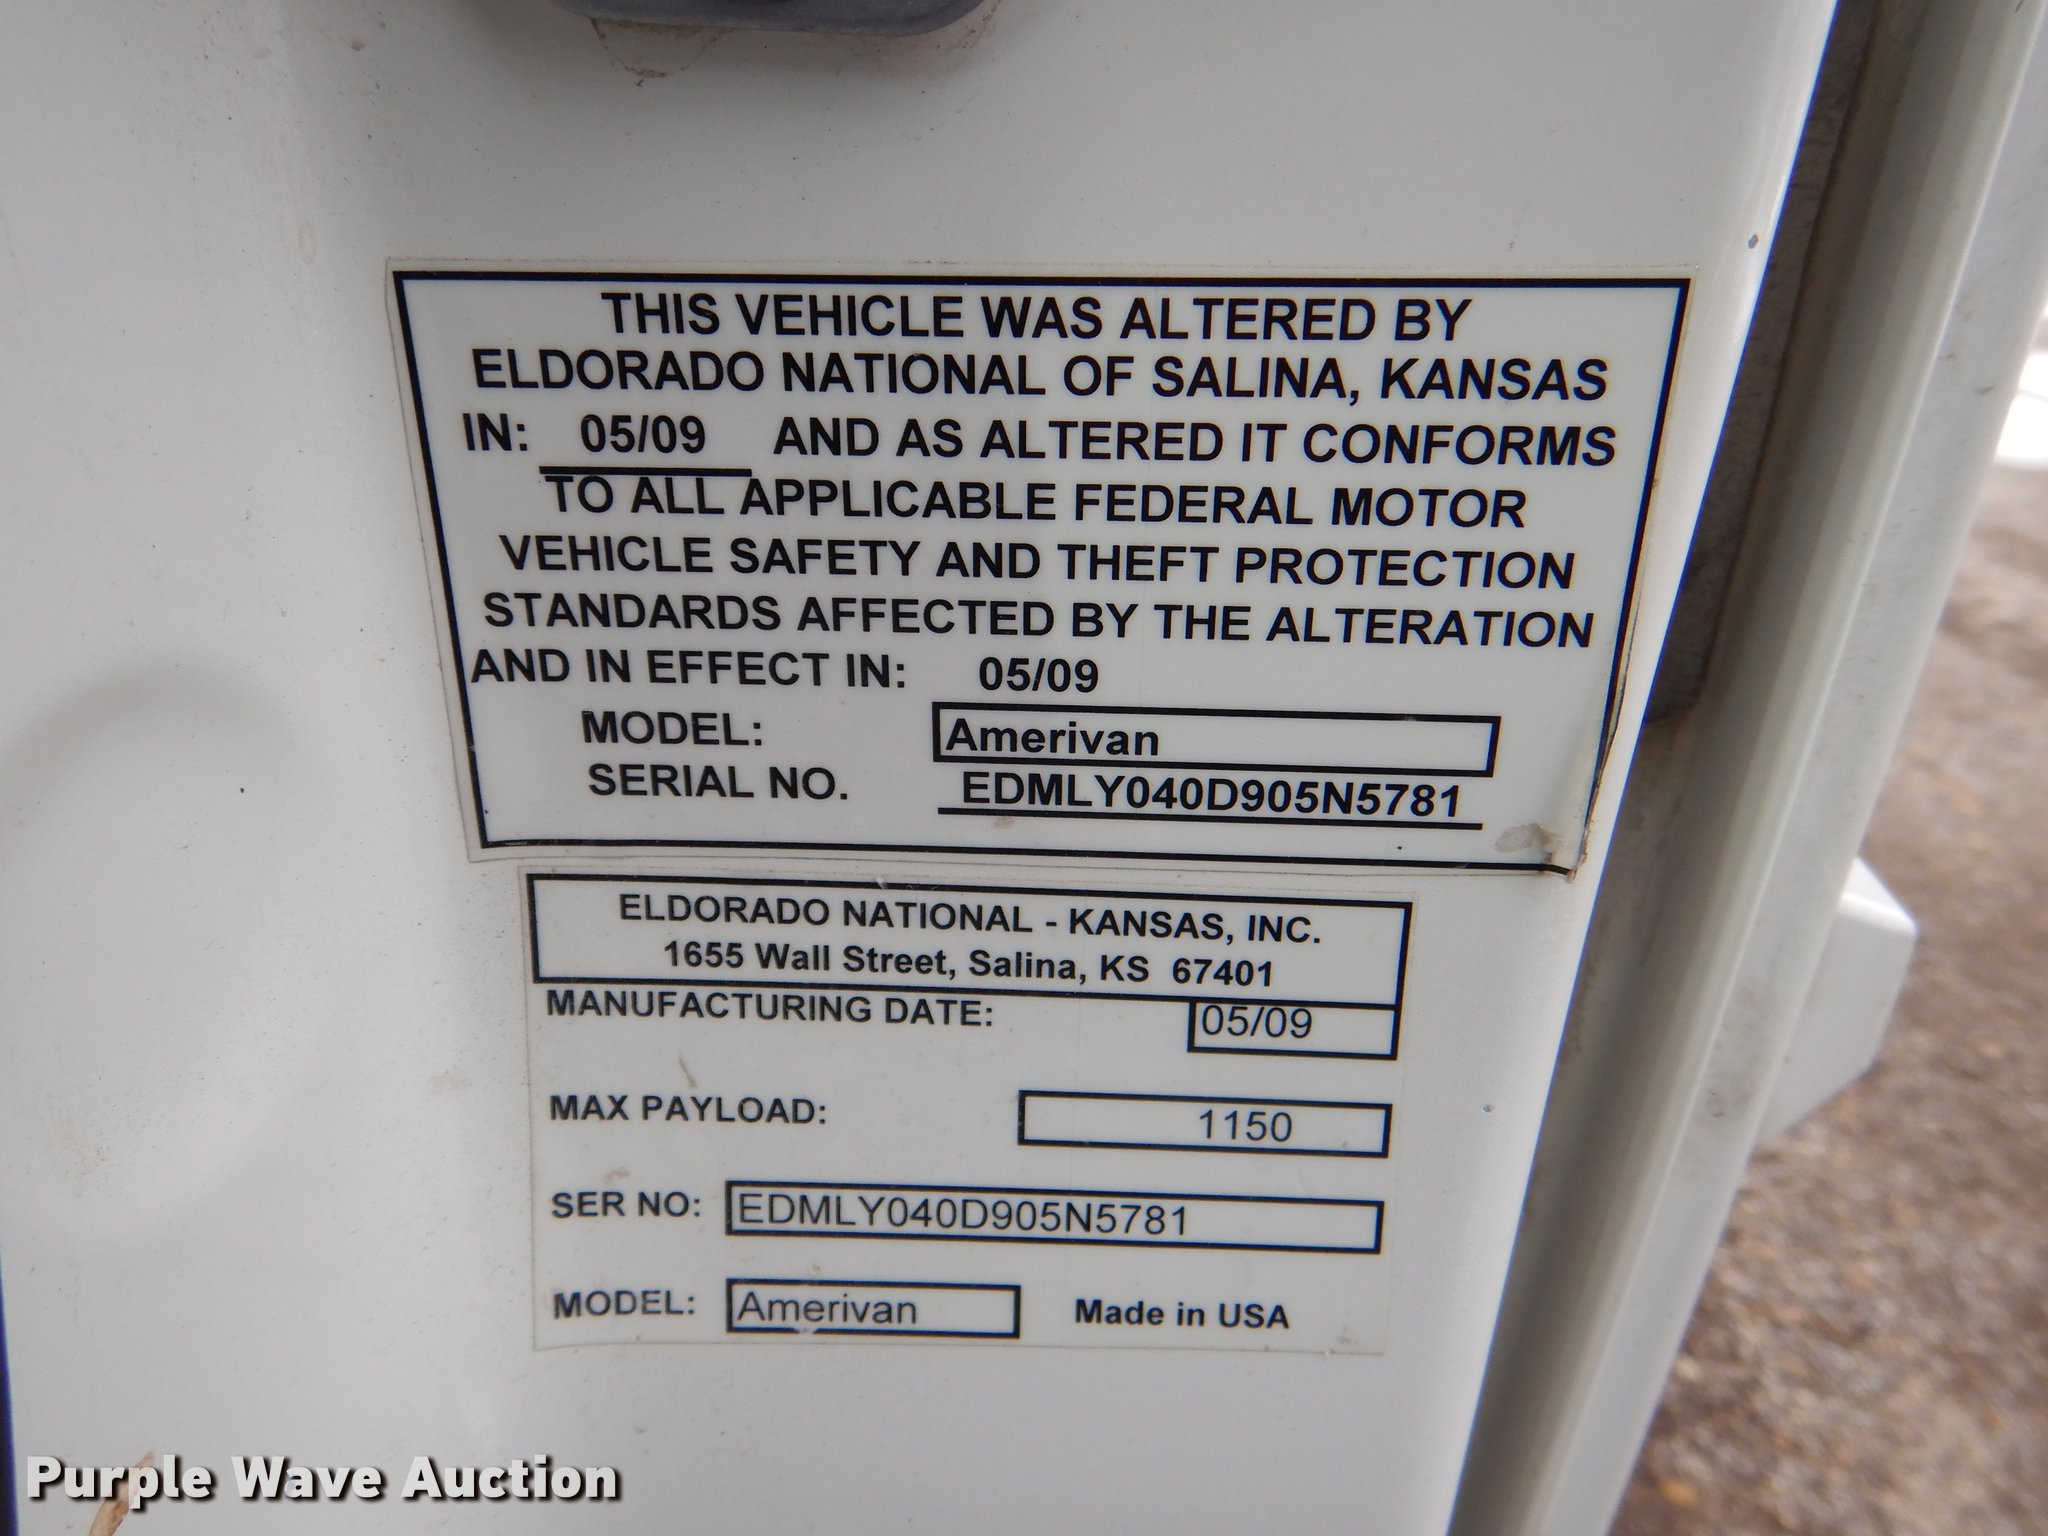 THIS VEHICLE WAS ALTERED BY
ELDORADO NATIONAL OF SALINA, KANSAS
IN: 05/09 AND AS ALTERED IT CONFORMS
TO ALL APPLICABLE FEDERAL MOTOR
VEHICLE SAFETY AND THEFT PROTECTION
STANDARDS AFFECTED BY THE ALTERATION
AND IN EFFECT IN: 05/09
MODEL: Amerivan
SERIAL NO. EDMLY040D905N5781
ELDORADO NATIONAL - KANSAS, INC.
1655 Wall Street, Salina, KS 67401
MANUFACTURING DATE: 05/09
MAX PAYLOAD: 1150
SER NO: EDMLY040D905N5781
MODEL: Amerivan Made in USA
Purple Wave Auction